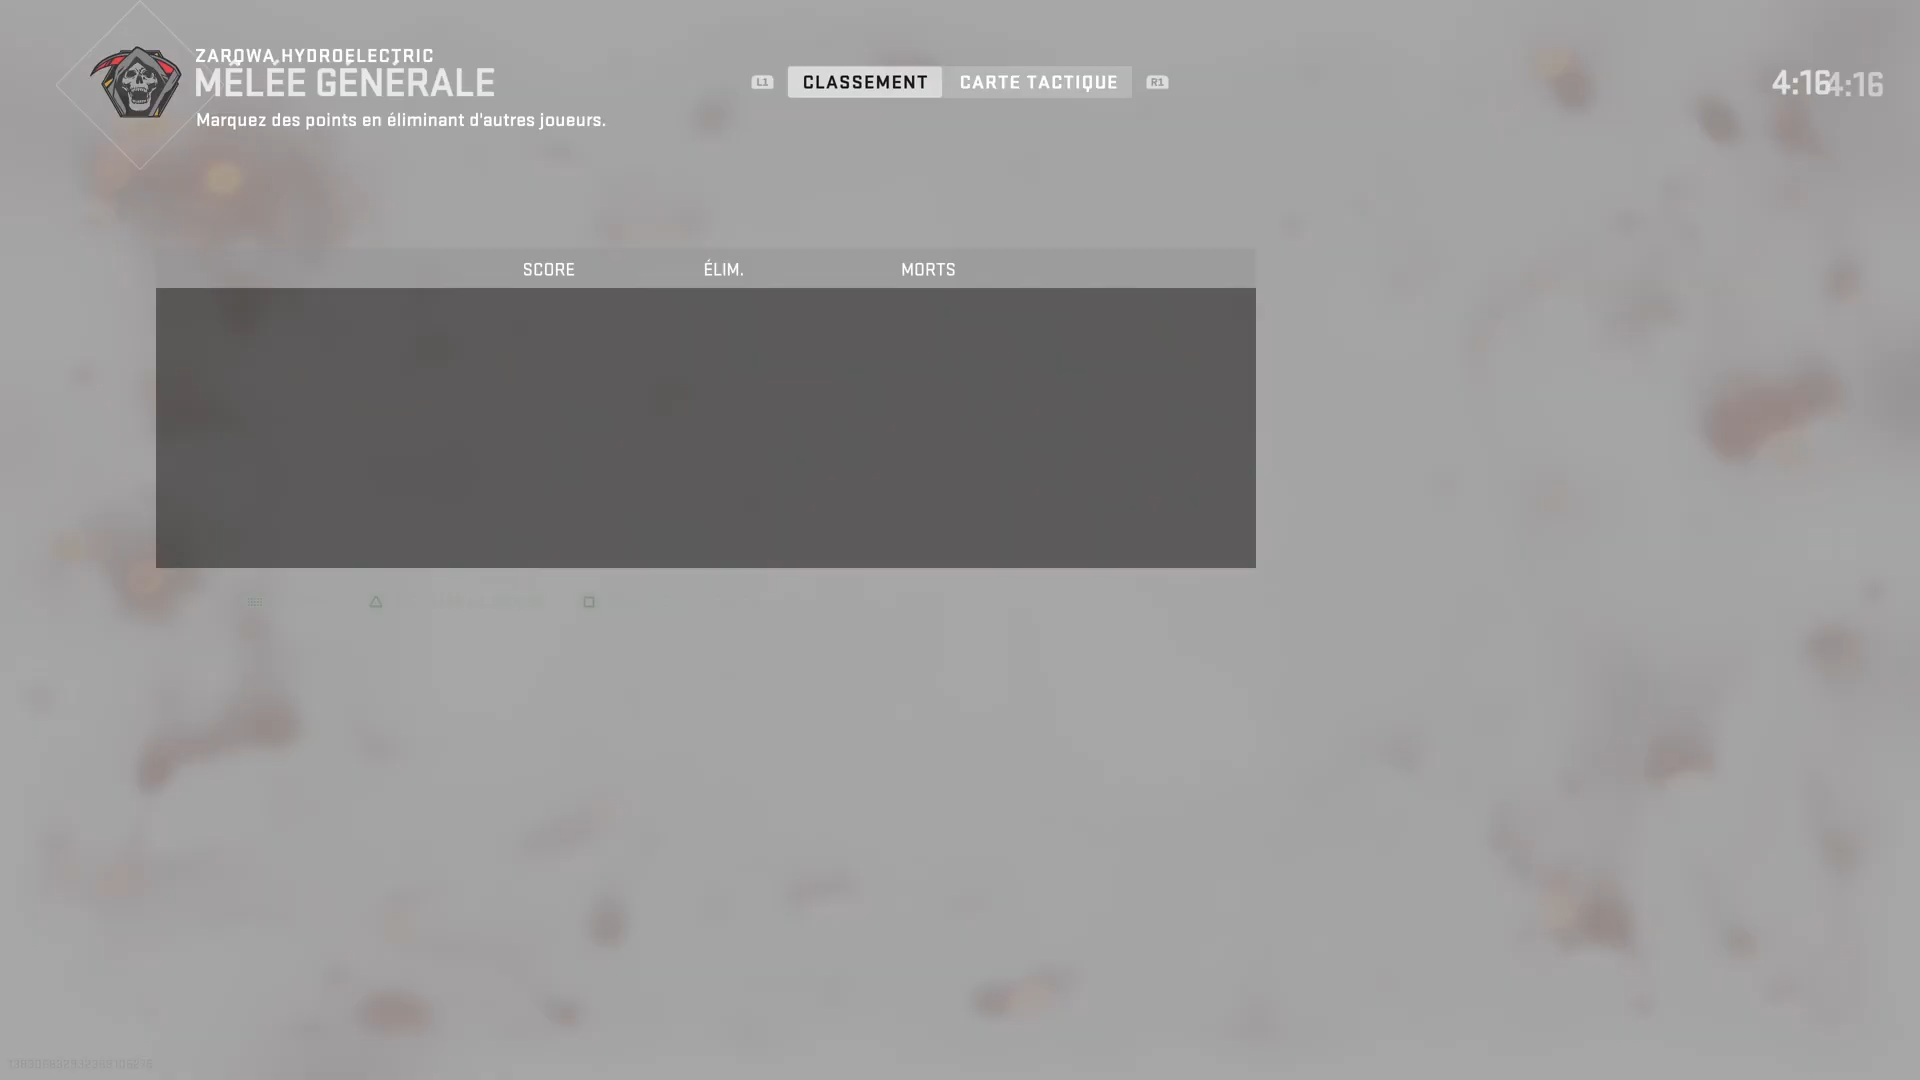 ZARQWA HYDROELECTRIC
MÊLÉE GÉNÉRALE
Marquez des points en éliminant d'autres joueurs.
L1 CLASSEMENT CARTE TACTIQUE R1
4:16 4:16
SCORE ÉLIM. MORTS